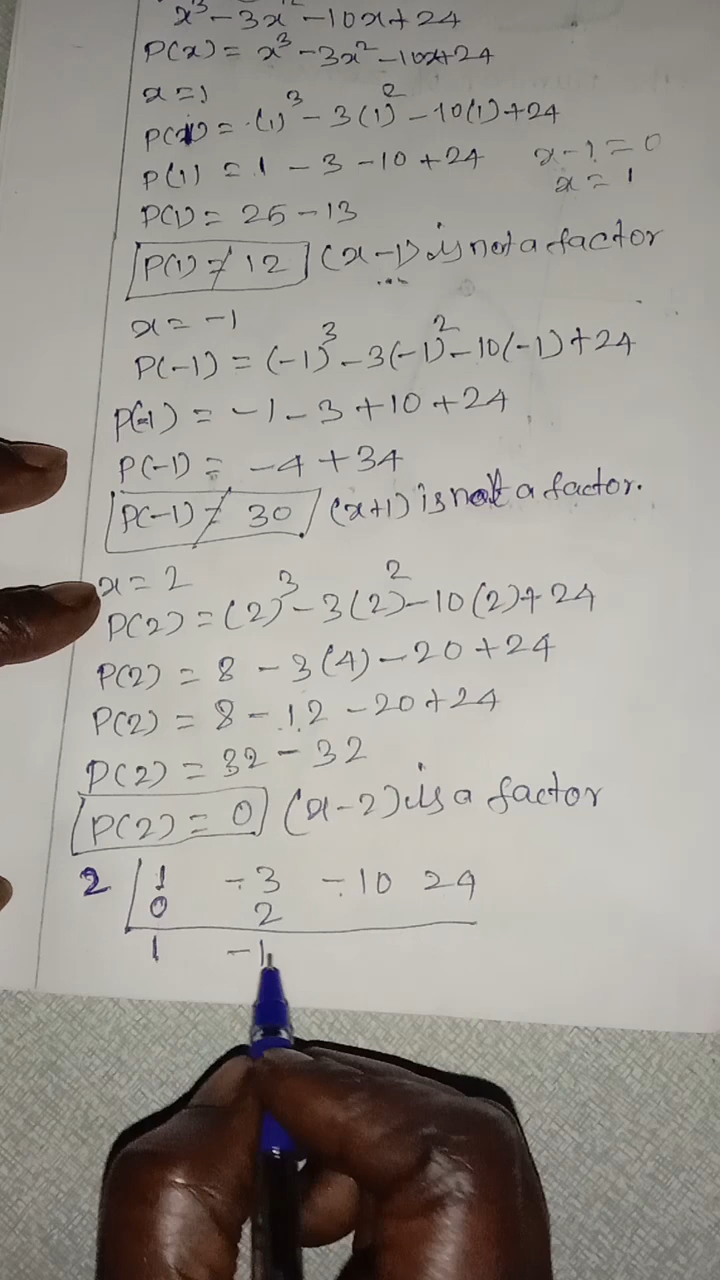 x³-3x²-10x+24
P(x)= x³-3x²-10x+24
x=1
P(1)= (1)³-3(1)²-10(1)+24
P(1) = 1-3-10+24 x-1=0
x=1
P(1)= 25-13
P(1)≠12 (x-1) is not a factor
x=-1
P(-1)=(-1)³-3(-1)²-10(-1)+24
P(-1) = -1-3+10+24
P(-1)= -4+34
P(-1)≠ 30 (x+1) is not a factor.
x=2
P(2)=(2)³-3(2)²-10(2)+24
P(2) = 8-3(4)-20+24
P(2) = 8-12-20+24
P(2) = 32-32
P(2)=0 (x-2) is a factor
2 1 -3 -10 24
0 2
1 -1